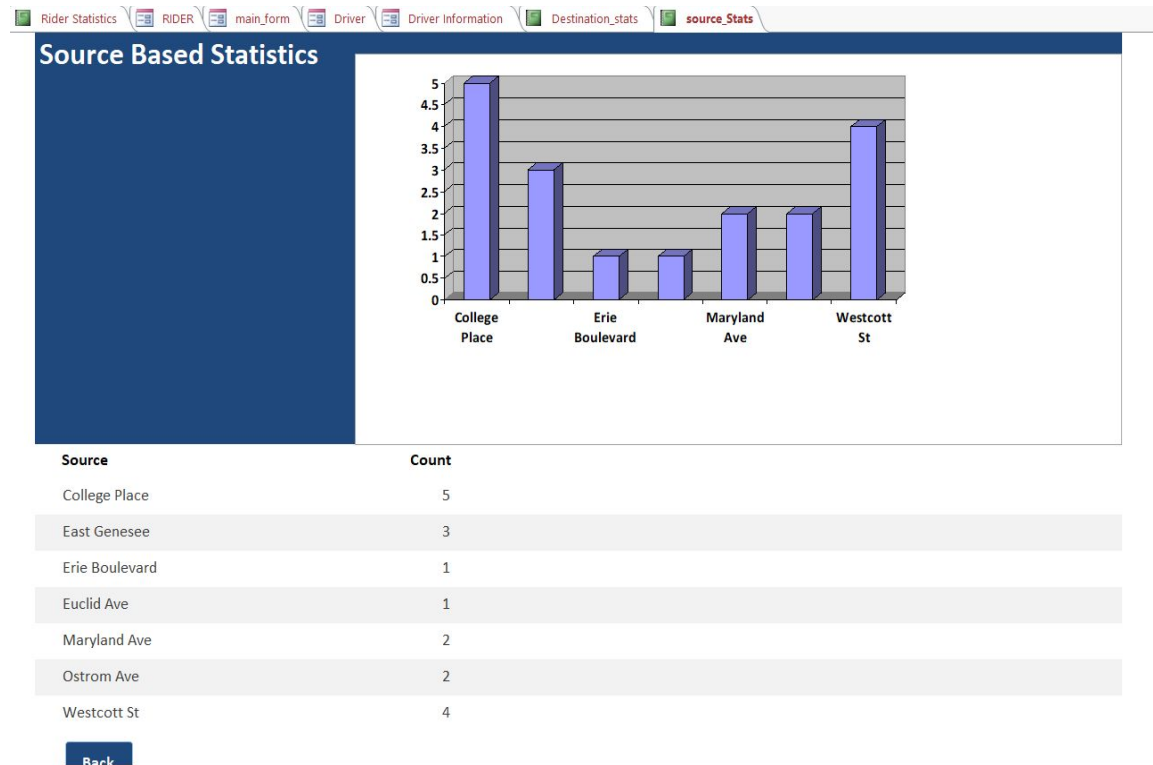 Rider Statistics RIDER main_form Driver Driver Information Destination_stats source_Stats
Source Based Statistics
5
4.5
4
3.5
3
2.5
2
1.5
1
0.5
0
College Erie Maryland Westcott
Place Boulevard Ave St
Source Count
College Place 5
East Genesee 3
Erie Boulevard 1
Euclid Ave 1
Maryland Ave 2
Ostrom Ave 2
Westcott St 4
Back